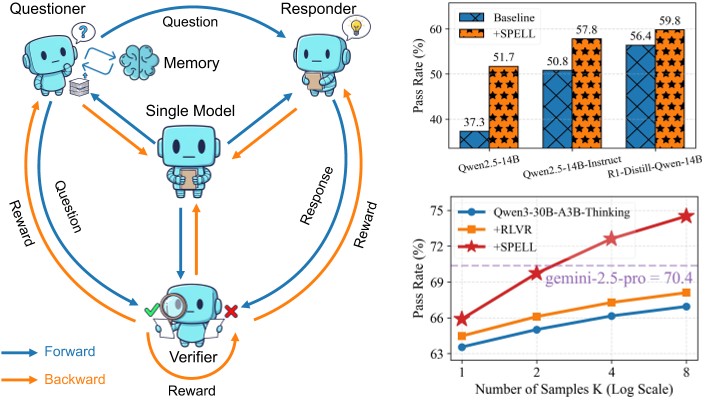 Questioner
Question
Responder
?
Memory
Single Model
Question
Reward
Response
Reward
Verifier
Reward
Forward
Backward
Pass Rate (%)
60
50
40
Baseline
+SPELL
37.3
51.7
50.8
57.8
56.4
59.8
Qwen2.5-14B
Qwen2.5-14B-Instruct
R1-Distill-Qwen-14B
Pass Rate (%)
75
72
69
66
63
Qwen3-30B-A3B-Thinking
+RLVR
+SPELL
gemini-2.5-pro = 70.4
1
2
4
8
Number of Samples K (Log Scale)